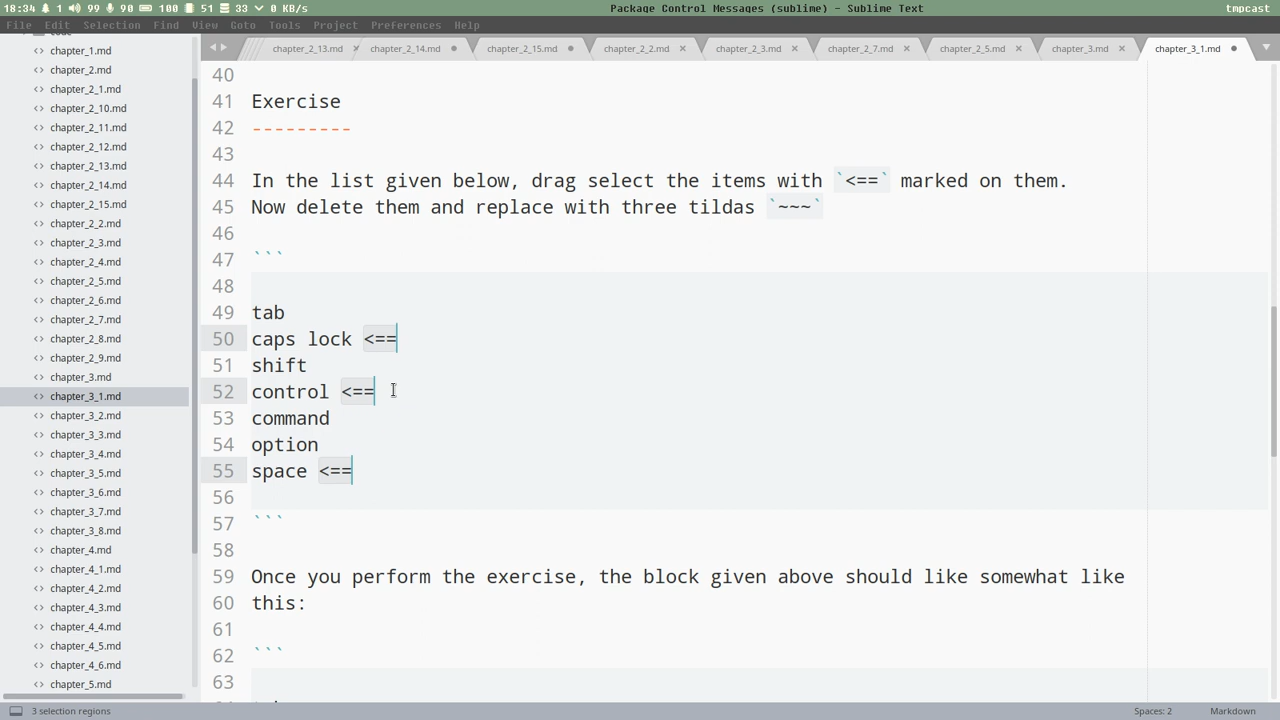 18:34 1 99 90 100 51 33 0 KB/s
Package Control Messages (sublime) - Sublime Text
tmpcast
File Edit Selection Find View Goto Tools Project Preferences Help
chapter_2_13.md chapter_2_14.md chapter_2_15.md chapter_2_2.md chapter_2_3.md chapter_2_7.md chapter_2_5.md chapter_3.md chapter_3_1.md
code
chapter_1.md
chapter_2.md
chapter_2_1.md
chapter_2_10.md
chapter_2_11.md
chapter_2_12.md
chapter_2_13.md
chapter_2_14.md
chapter_2_15.md
chapter_2_2.md
chapter_2_3.md
chapter_2_4.md
chapter_2_5.md
chapter_2_6.md
chapter_2_7.md
chapter_2_8.md
chapter_2_9.md
chapter_3.md
chapter_3_1.md
chapter_3_2.md
chapter_3_3.md
chapter_3_4.md
chapter_3_5.md
chapter_3_6.md
chapter_3_7.md
chapter_3_8.md
chapter_4.md
chapter_4_1.md
chapter_4_2.md
chapter_4_3.md
chapter_4_4.md
chapter_4_5.md
chapter_4_6.md
chapter_5.md
40
41 Exercise
42 ---------
43
44 In the list given below, drag select the items with `<==` marked on them.
45 Now delete them and replace with three tildas `~~~`
46
47 ```
48
49 tab
50 caps lock <==
51 shift
52 control <==
53 command
54 option
55 space <==
56
57 ```
58
59 Once you perform the exercise, the block given above should like somewhat like
60 this:
61
62 ```
63
3 selection regions
Spaces: 2
Markdown